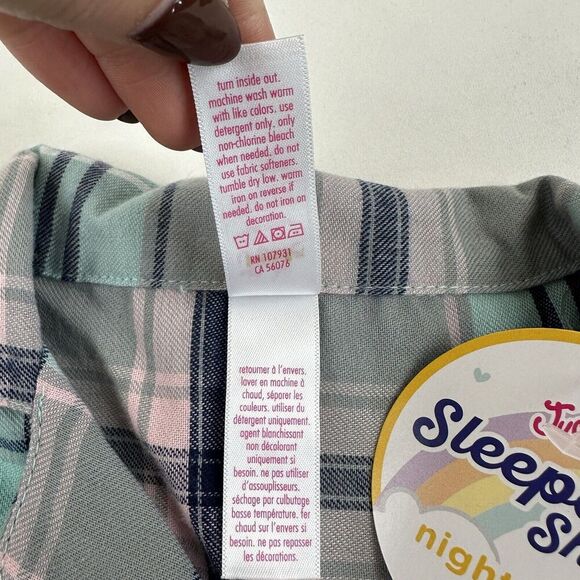 turn inside out.
machine wash warm
with like colors. use
detergent only. only
non-chlorine bleach
when needed. do not
use fabric softeners.
tumble dry low. warm
iron on reverse if
needed. do not iron on
decoration.
RN 107931
CA 56076
retourner à l'envers.
laver en machine à
chaud, séparer les
couleurs. utiliser du
détergent uniquement.
agent blanchissant
non décolorant
uniquement si
besoin. ne pas utiliser
d'assouplisseurs.
séchage par culbutage
basse température. fer
chaud sur l'envers si
besoin. ne pas repasser
les décorations.